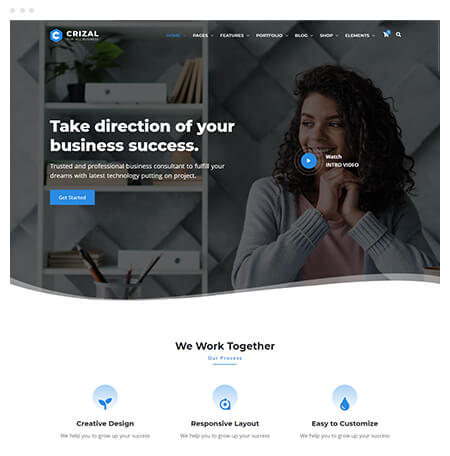 CRIZAL
HOME PAGES FEATURES PORTFOLIO BLOG SHOP ELEMENTS
Take direction of your
business success.
Trusted and professional business consultant to fulfill your
dreams with latest technology putting on project.
Get Started
Watch
INTRO VIDEO
We Work Together
Our Process
Creative Design
Responsive Layout
Easy to Customize
We help you to grow up your success
We help you to grow up your success
We help you to grow up your success